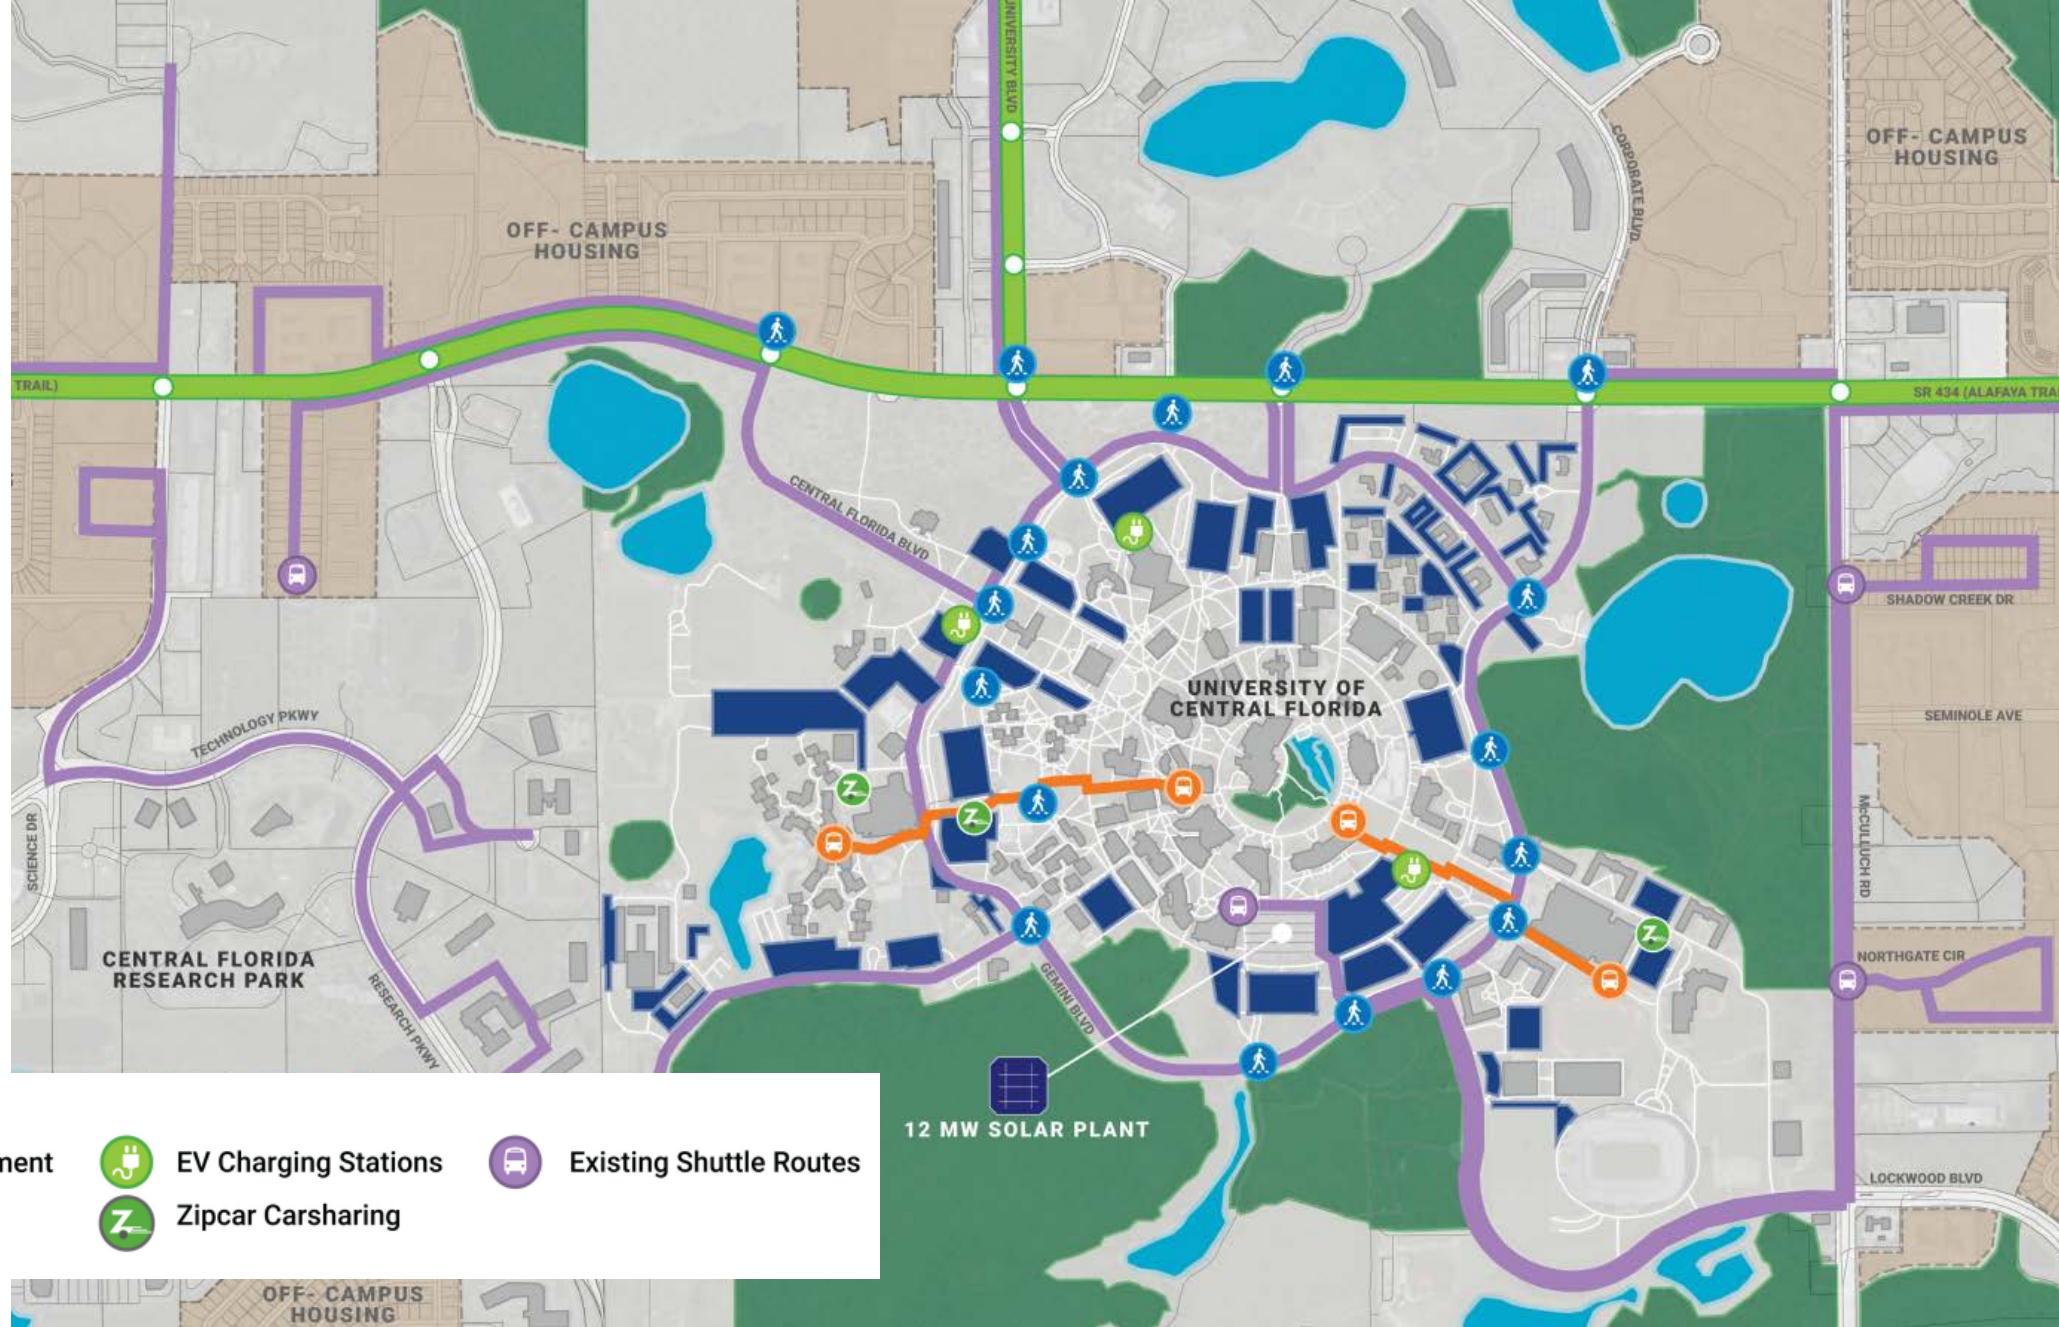 UNIVERSITY BLVD
CORPORATE BLVD
OFF- CAMPUS
HOUSING
OFF- CAMPUS
HOUSING
TRAIL)
SR 434 (ALAFAYA TRA
CENTRAL FLORIDA BLVD
SHADOW CREEK DR
UNIVERSITY OF
CENTRAL FLORIDA
SEMINOLE AVE
TECHNOLOGY PKWY
SCIENCE DR
McCULLUCH RD
CENTRAL FLORIDA
RESEARCH PARK
RESEARCH PKWY
GEMINI BLVD
NORTHGATE CIR
12 MW SOLAR PLANT
LOCKWOOD BLVD
ment
EV Charging Stations
Existing Shuttle Routes
Z
Zipcar Carsharing
Z
Z
Z
OFF- CAMPUS
HOUSING